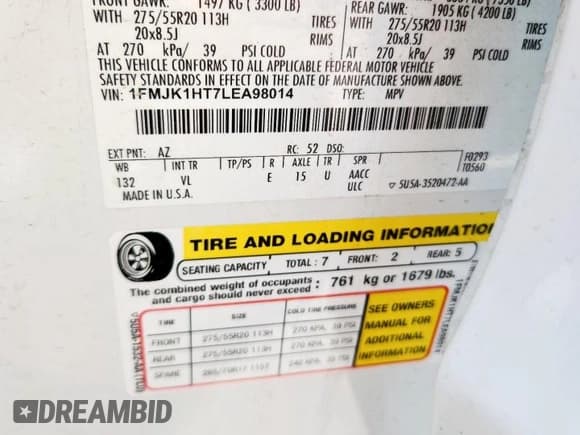 FRONT GAWR: 1497 KG ( 3300 LB)
WITH 275/55R20 113H TIRES
20x8.5J RIMS
AT 270 kPa/ 39 PSI COLD
REAR GAWR:
1905 KG ( 4200 LB)
WITH 275/55R20 113H TIRES
20x8.5J RIMS
AT 270 kPa/ 39 PSI COLD
THIS VEHICLE CONFORMS TO ALL APPLICABLE FEDERAL MOTOR VEHICLE
SAFETY STANDARD IN EFFECT ON THE DATE OF MANUFACTURE SHOWN ABOVE.
VIN: 1FMJK1HT7LEA98014 TYPE: MPV
EXT PNT: AZ RC: 52 DSO:
WB INT TR TP/PS R AXLE TR SPR
132 VL E 15 U AACC
ULC
MADE IN U.S.A.
F0293
T0560
5U5A-3520472-AA
TIRE AND LOADING INFORMATION
SEATING CAPACITY TOTAL: 7 FRONT: 2 REAR: 5
The combined weight of occupants
and cargo should never exceed : 761 kg or 1679 lbs.
TIRE SIZE COLD TIRE PRESSURE
FRONT 275/55R20 113H 270 KPA, 39 PSI
REAR 275/55R20 113H 270 KPA, 39 PSI
SPARE
SEE OWNERS
MANUAL FOR
ADDITIONAL
INFORMATION
DREAMBID